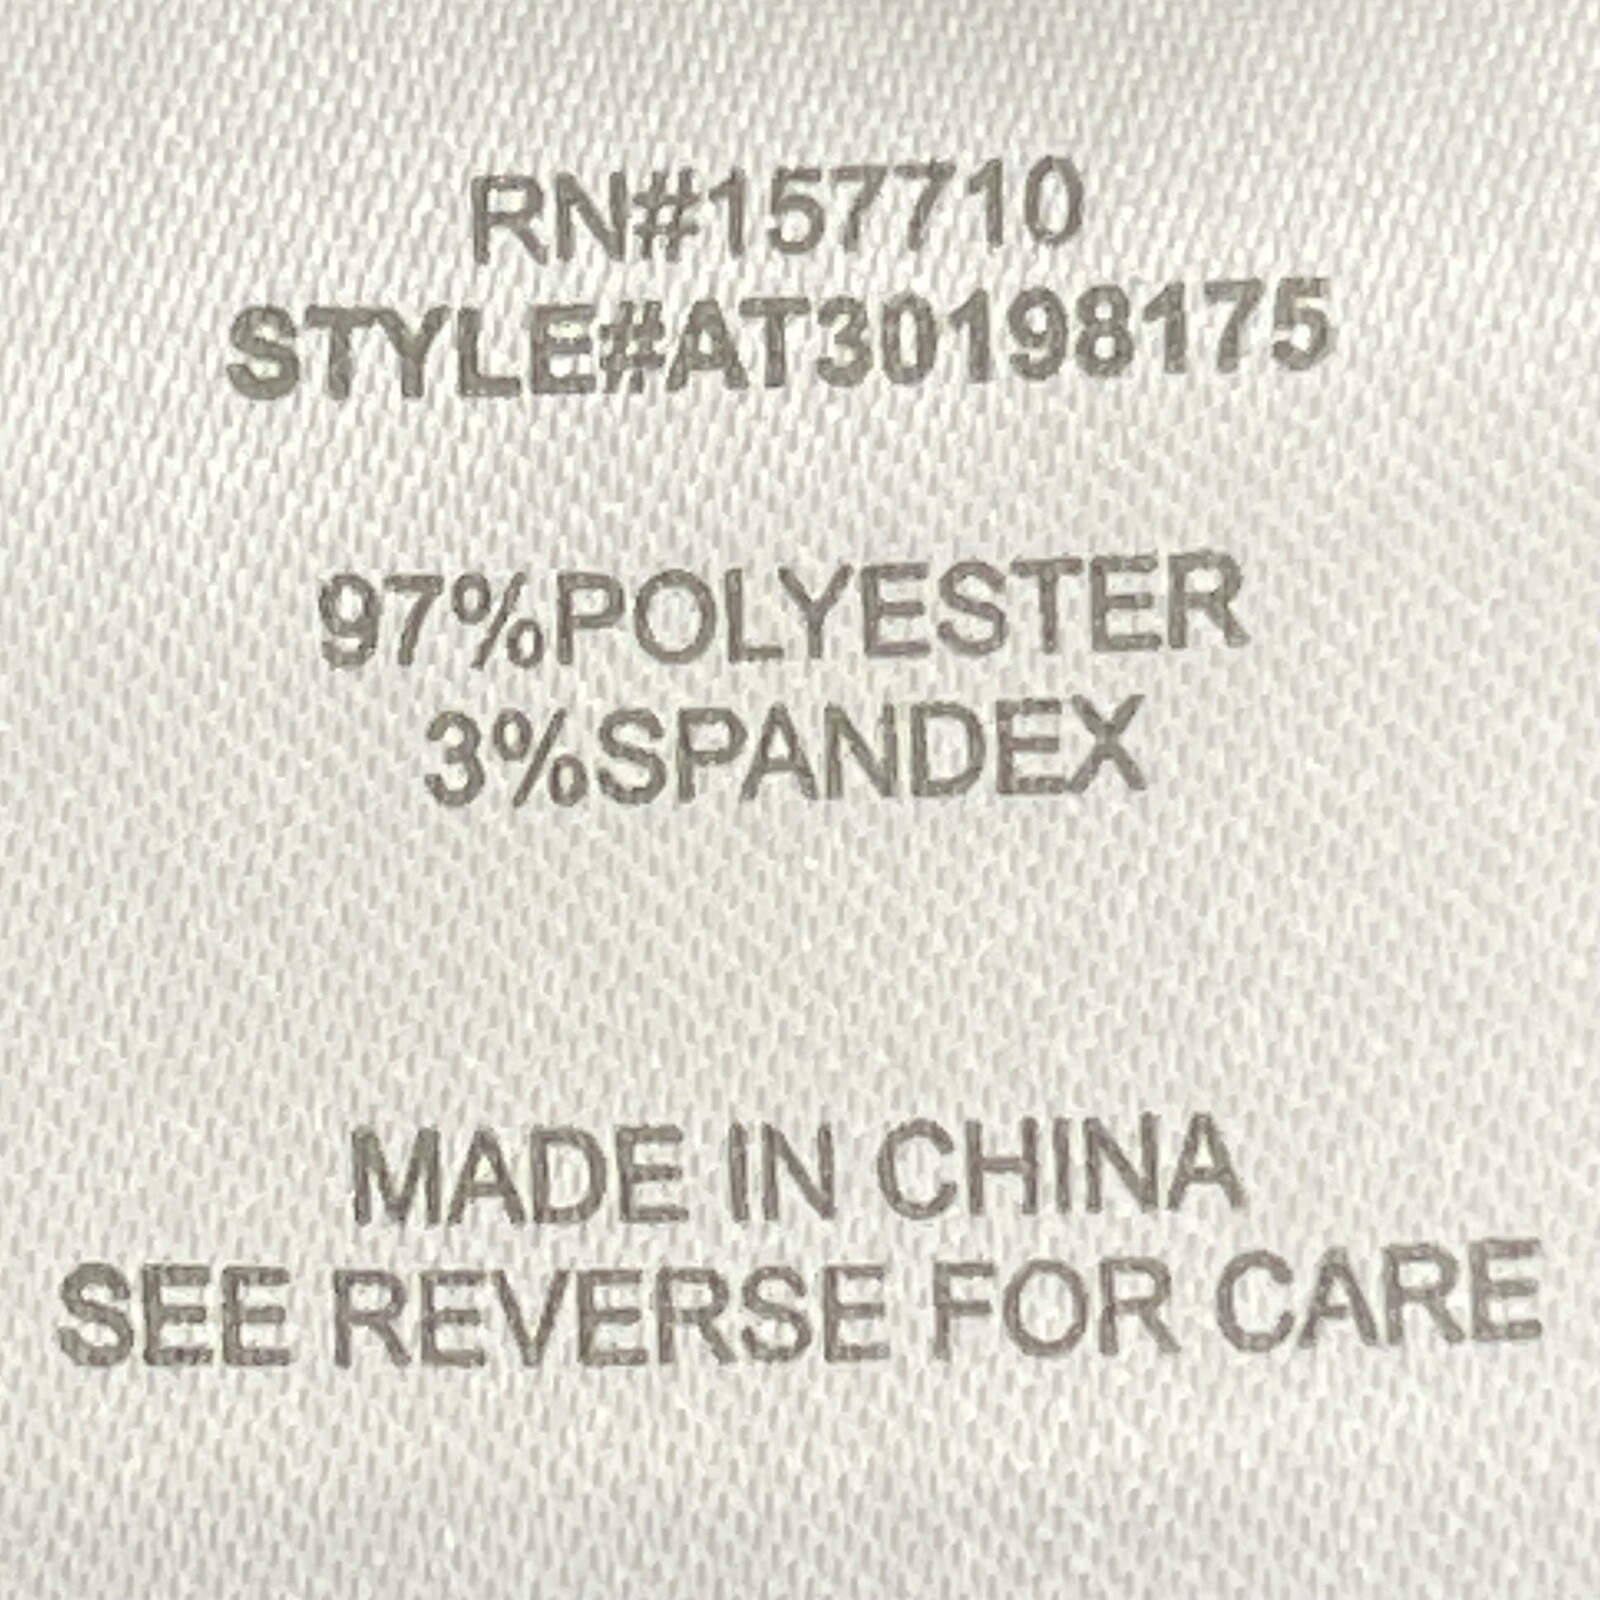 RN#157710
STYLE#AT30198175
97%POLYESTER
3%SPANDEX
MADE IN CHINA
SEE REVERSE FOR CARE